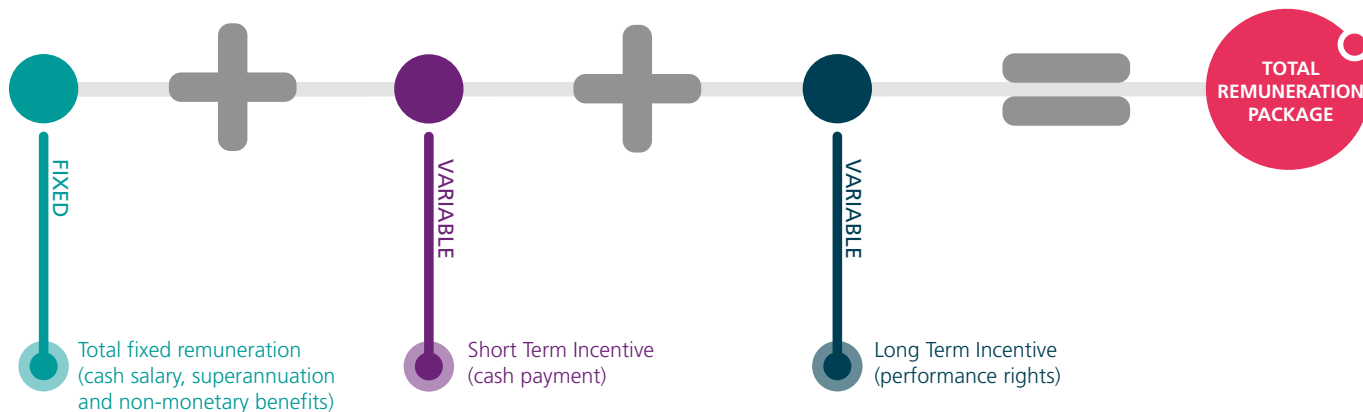 TOTAL
REMUNERATION
PACKAGE
FIXED
VARIABLE
VARIABLE
Total fixed remuneration
(cash salary, superannuation
and non-monetary benefits)
Short Term Incentive
(cash payment)
Long Term Incentive
(performance rights)